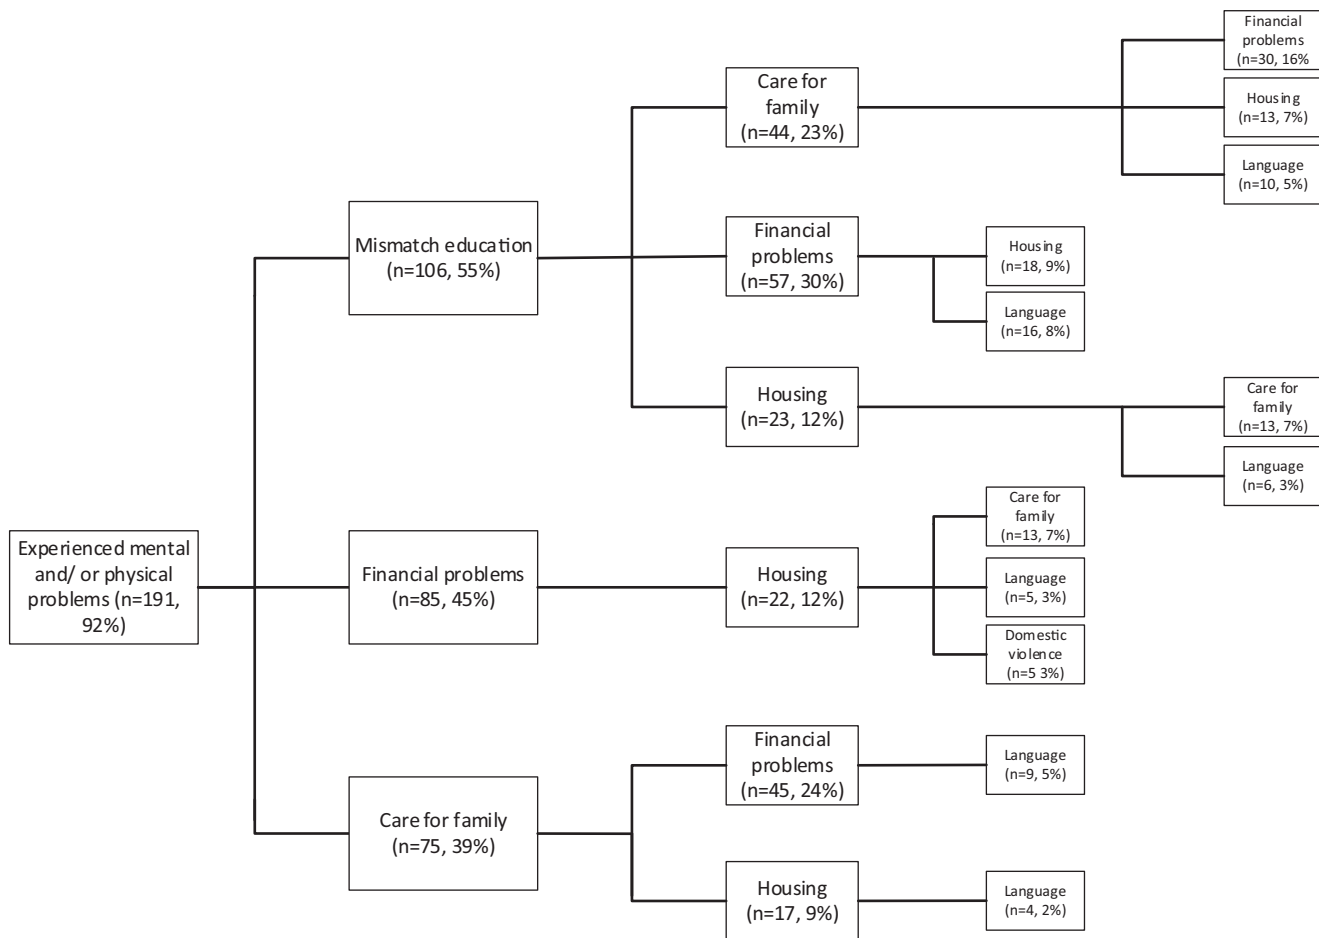 Experienced mental
and/ or physical
problems (n=191,
92%)
Mismatch education
(n=106, 55%)
Care for
family
(n=44, 23%)
Financial
problems
(n=30, 16%
Housing
(n=13, 7%)
Language
(n=10, 5%)
Financial
problems
(n=57, 30%)
Housing
(n=18, 9%)
Language
(n=16, 8%)
Housing
(n=23, 12%)
Care for
family
(n=13, 7%)
Language
(n=6, 3%)
Financial problems
(n=85, 45%)
Housing
(n=22, 12%)
Care for
family
(n=13, 7%)
Language
(n=5, 3%)
Domestic
violence
(n=5 3%)
Care for family
(n=75, 39%)
Financial
problems
(n=45, 24%)
Language
(n=9, 5%)
Housing
(n=17, 9%)
Language
(n=4, 2%)